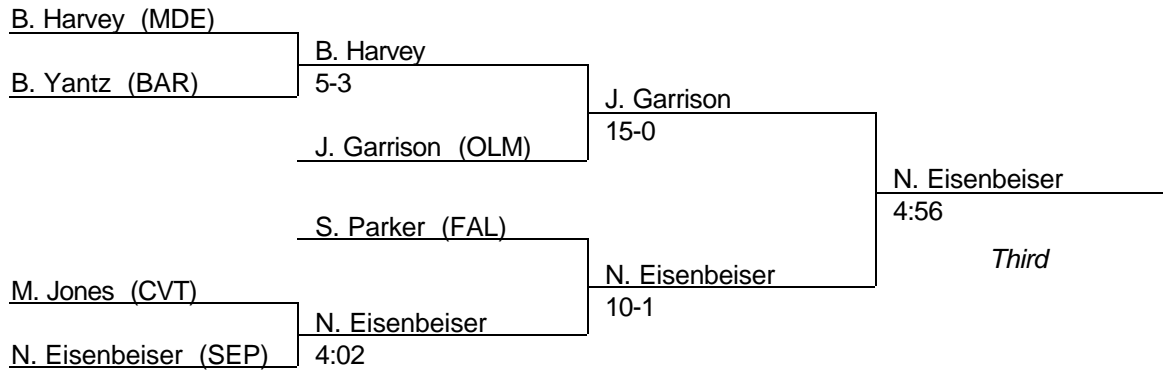 B. Harvey (MDE)
B. Harvey
B. Yantz (BAR)
5-3
J. Garrison
15-0
J. Garrison (OLM)
N. Eisenbeiser
4:56
S. Parker (FAL)
Third
N. Eisenbeiser
M. Jones (CVT)
10-1
N. Eisenbeiser
N. Eisenbeiser (SEP)
4:02